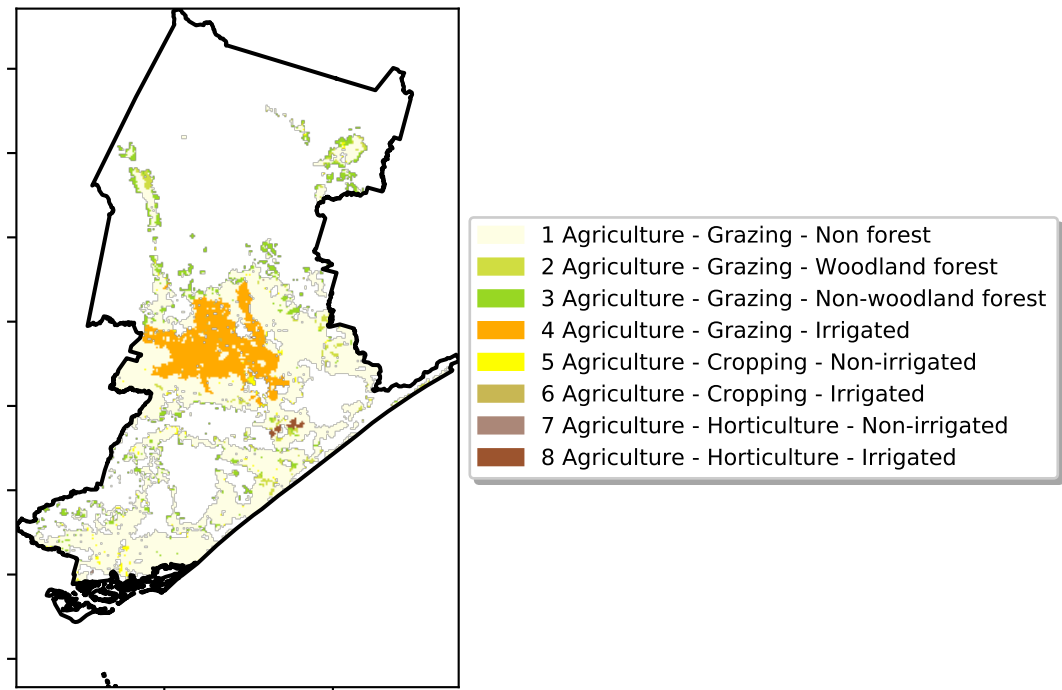 1 Agriculture - Grazing - Non forest
2 Agriculture - Grazing - Woodland forest
3 Agriculture - Grazing - Non-woodland forest
4 Agriculture - Grazing - Irrigated
5 Agriculture - Cropping - Non-irrigated
6 Agriculture - Cropping - Irrigated
7 Agriculture - Horticulture - Non-irrigated
8 Agriculture - Horticulture - Irrigated